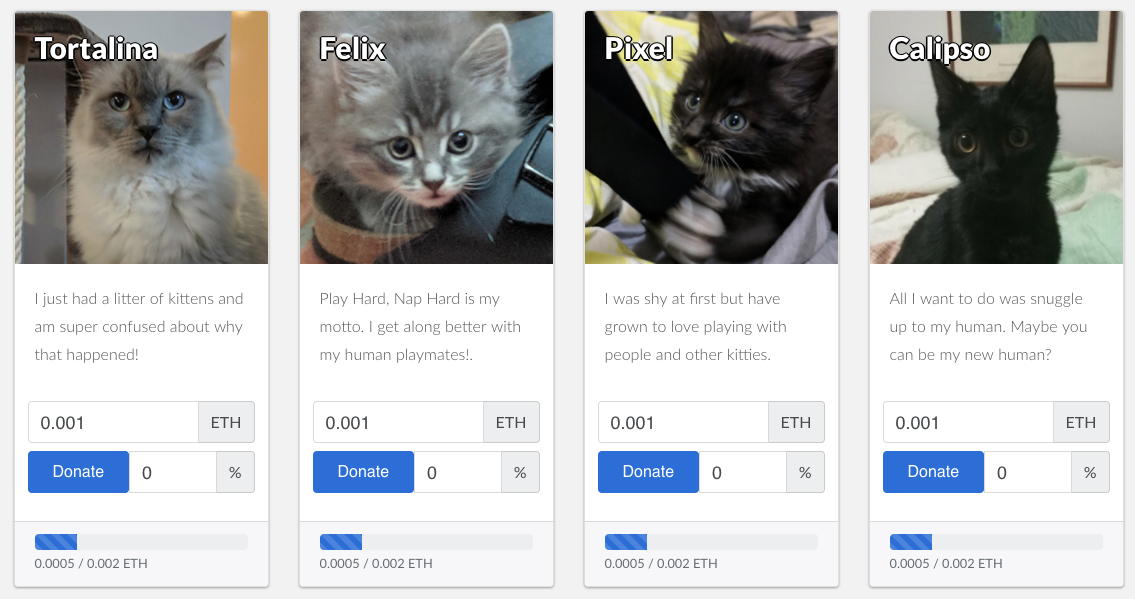 Tortalina
I just had a litter of kittens and
am super confused about why
that happened!
0.001 ETH
Donate 0 %
0.0005 / 0.002 ETH
Felix
Play Hard, Nap Hard is my
motto. I get along better with
my human playmates!.
0.001 ETH
Donate 0 %
0.0005 / 0.002 ETH
Pixel
I was shy at first but have
grown to love playing with
people and other kitties.
0.001 ETH
Donate 0 %
0.0005 / 0.002 ETH
Calipso
All I want to do was snuggle
up to my human. Maybe you
can be my new human?
0.001 ETH
Donate 0 %
0.0005 / 0.002 ETH